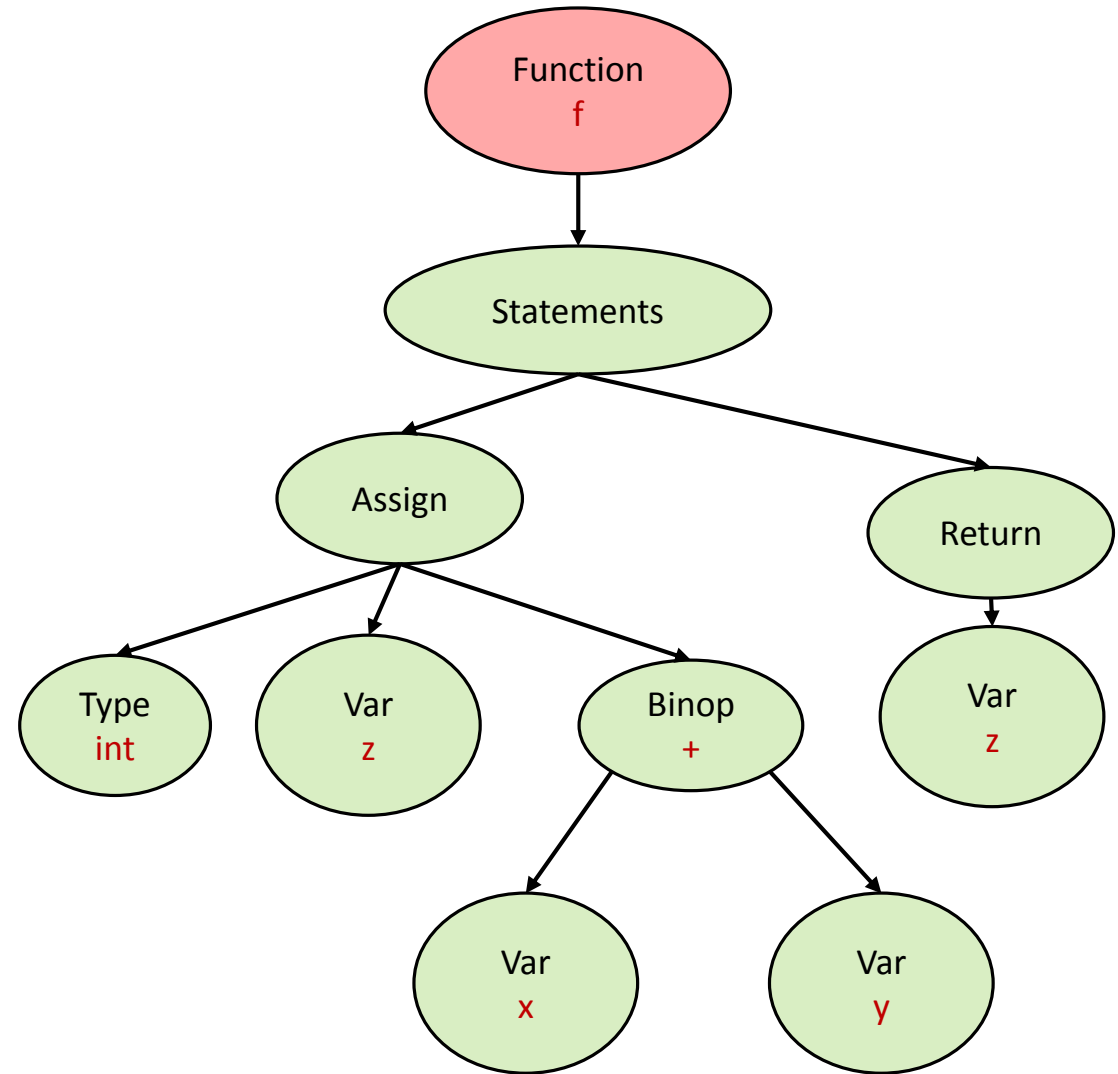 Function
f
Statements
Assign
Return
Type
int
Var
z
Binop
+
Var
z
Var
x
Var
y